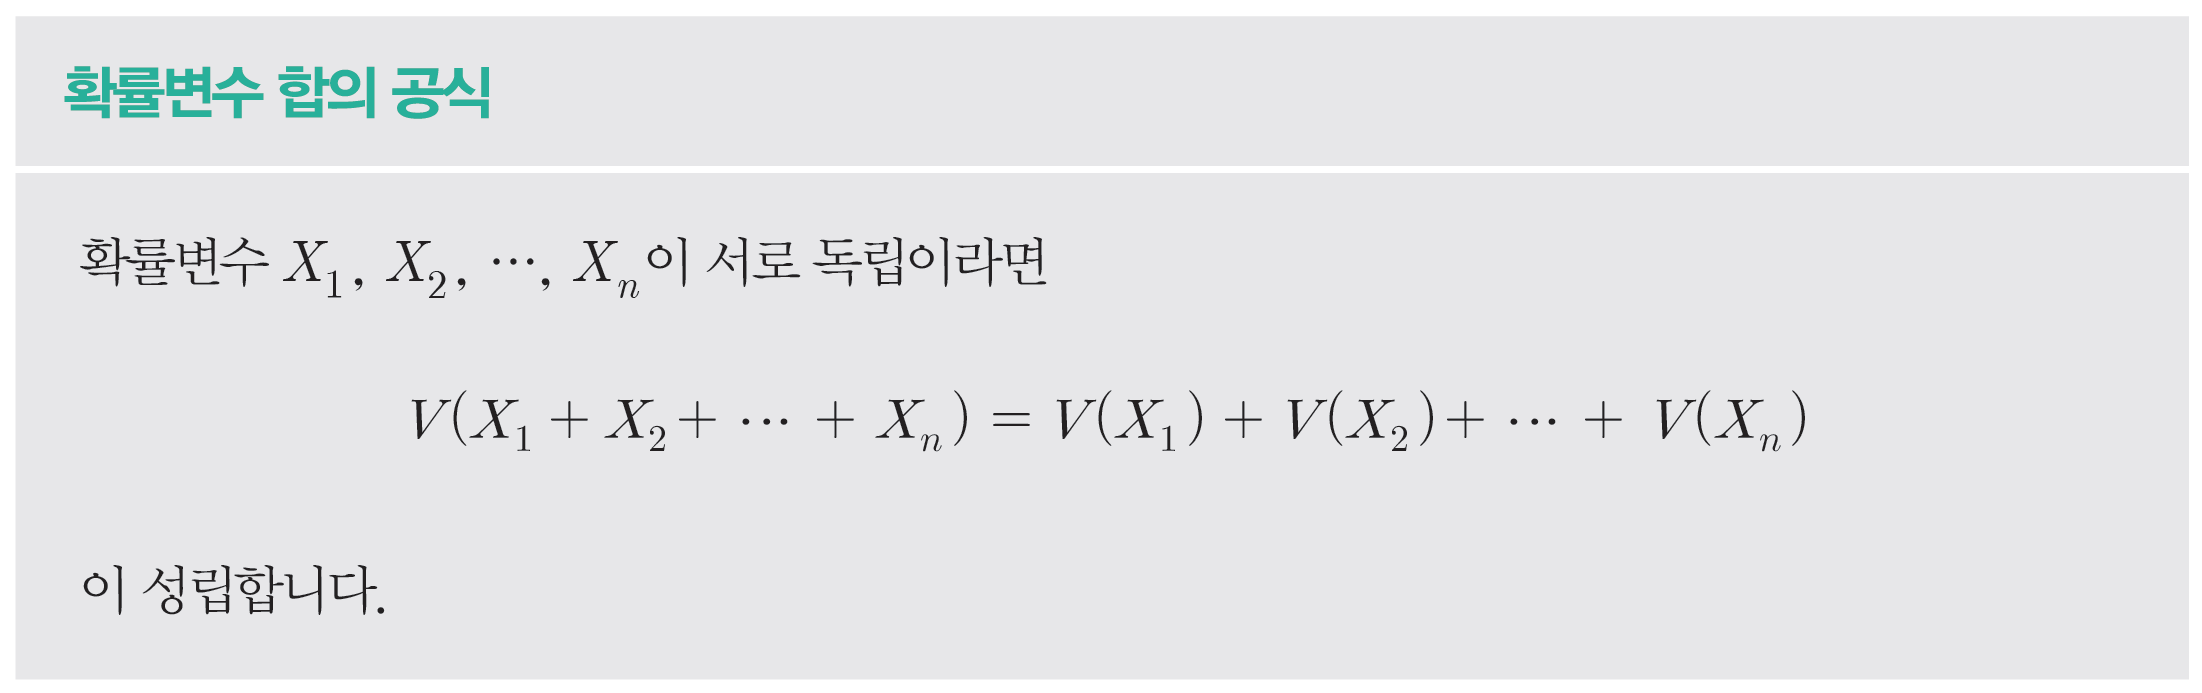 확률변수 합의 공식
확률변수 X₁, X₂, ⋯, Xₙ이 서로 독립이라면
V(X₁ + X₂ + ⋯ + Xₙ) = V(X₁) + V(X₂) + ⋯ + V(Xₙ)
이 성립합니다.